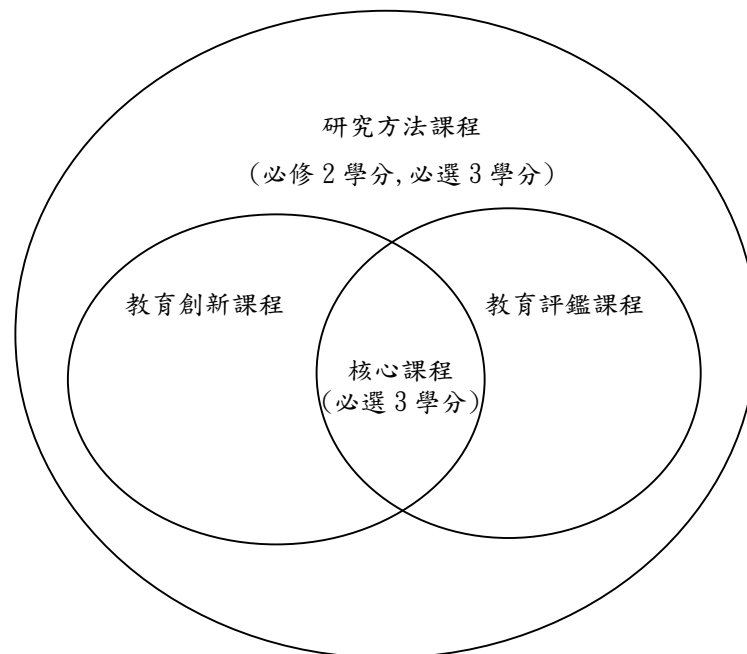 研究方法課程
(必修 2 學分,必選 3 學分)
教育創新課程
教育評鑑課程
核心課程
(必選 3 學分)